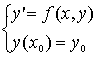 y' = f(x, y)
y(x₀) = y₀